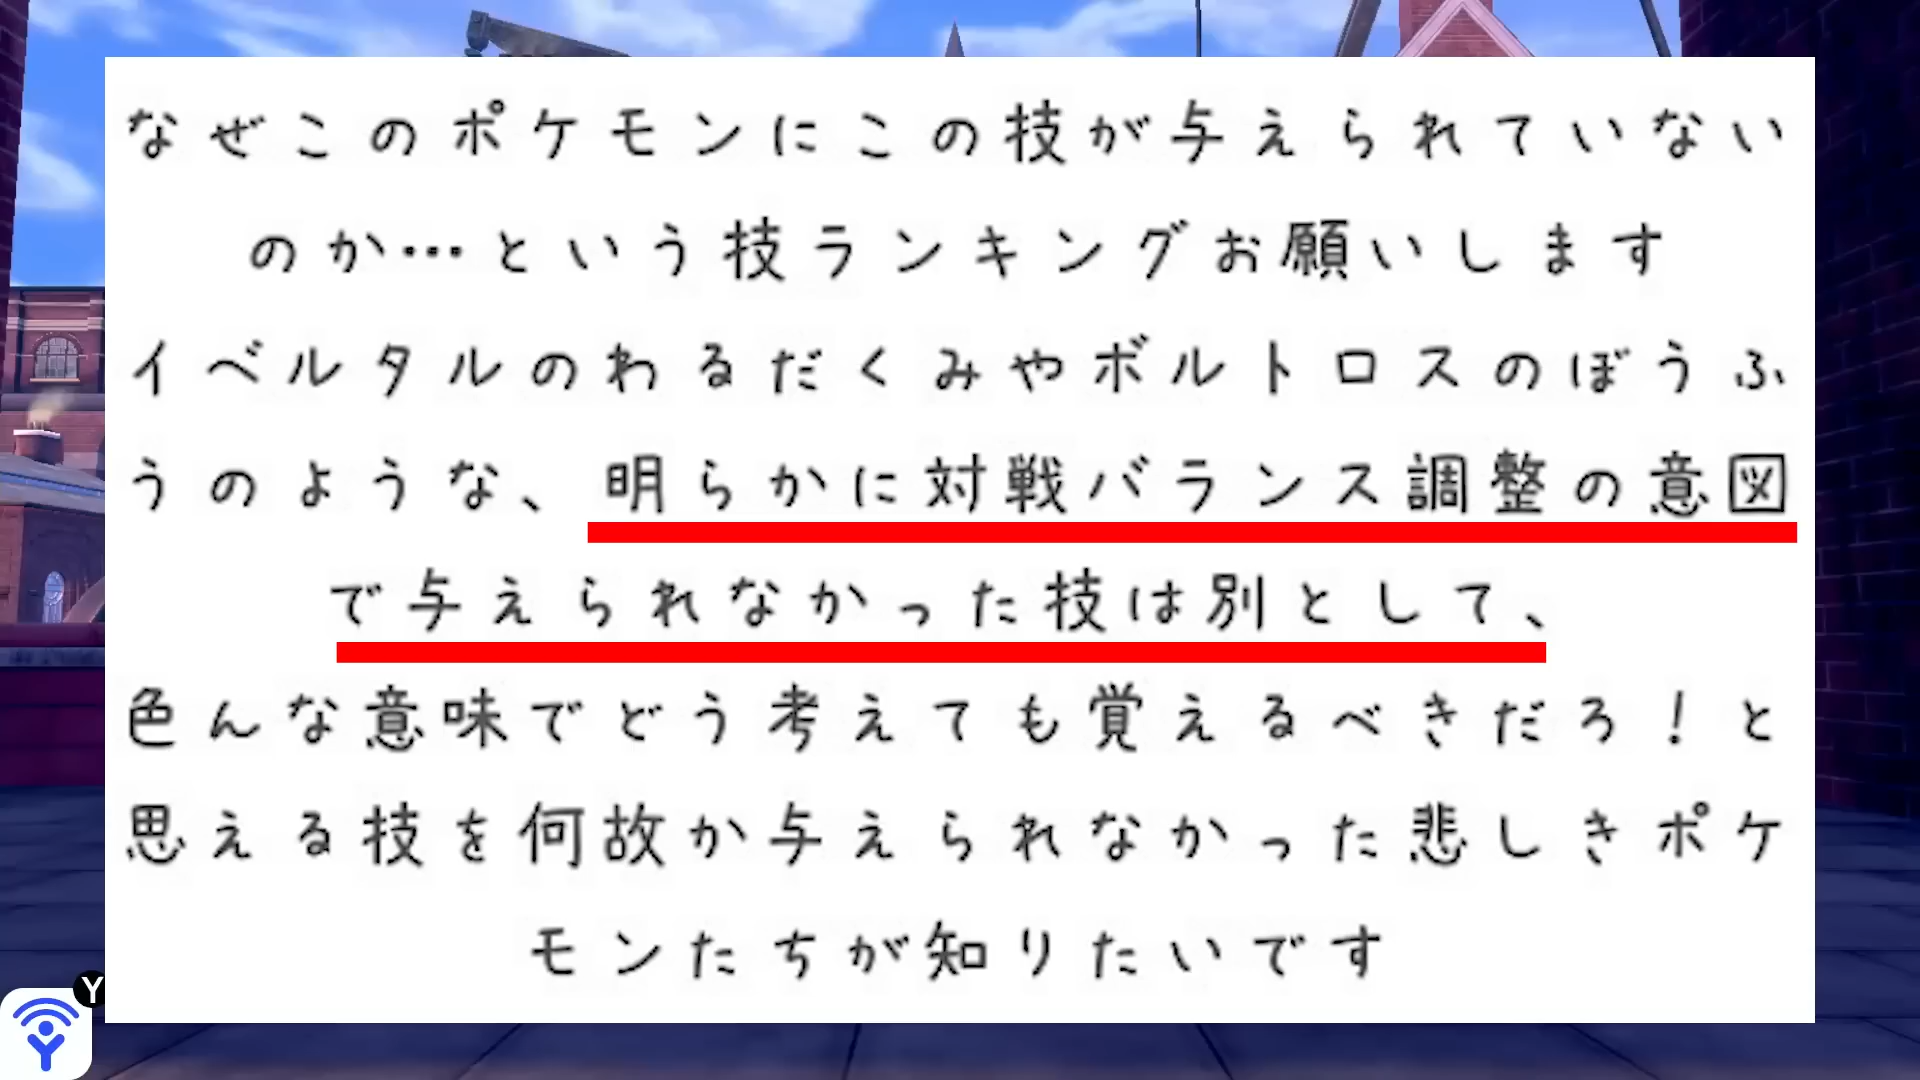 なぜこのポケモンにこの技が与えられていない
のか…という技ランキングお願いします
イベルタルのわるだくみやボルトロスのぼうふ
うのような、明らかに対戦バランス調整の意図
で与えられなかった技は別として、
色んな意味でどう考えても覚えるべきだろ！と
思える技を何故か与えられなかった悲しきポケ
モンたちが知りたいです
Y